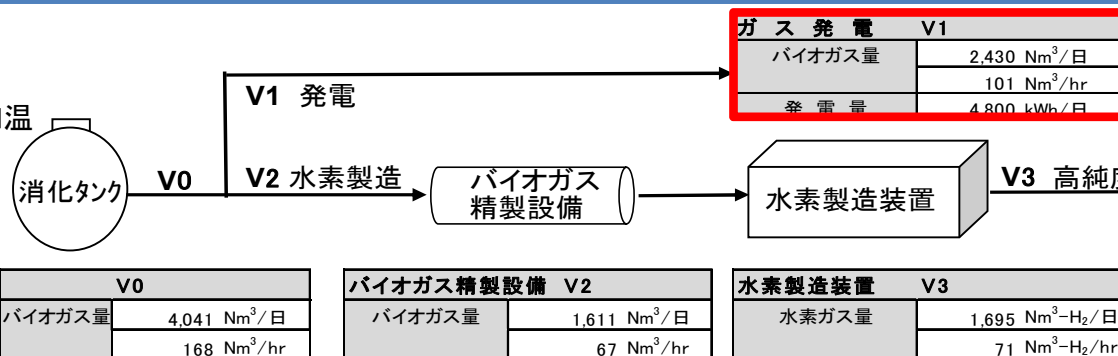 ガス発電 V1
バイオガス量 2,430 Nm³/日
101 Nm³/hr
発電量 4,800 kWh/日
V1 発電
温
消化タンク
V0
V2 水素製造
バイオガス
精製設備
水素製造装置
V3 高純
V0
バイオガス量 4,041 Nm³/日
168 Nm³/hr
バイオガス精製設備 V2
バイオガス量 1,611 Nm³/日
67 Nm³/hr
水素製造装置 V3
水素ガス量 1,695 Nm³-H₂/日
71 Nm³-H₂/hr